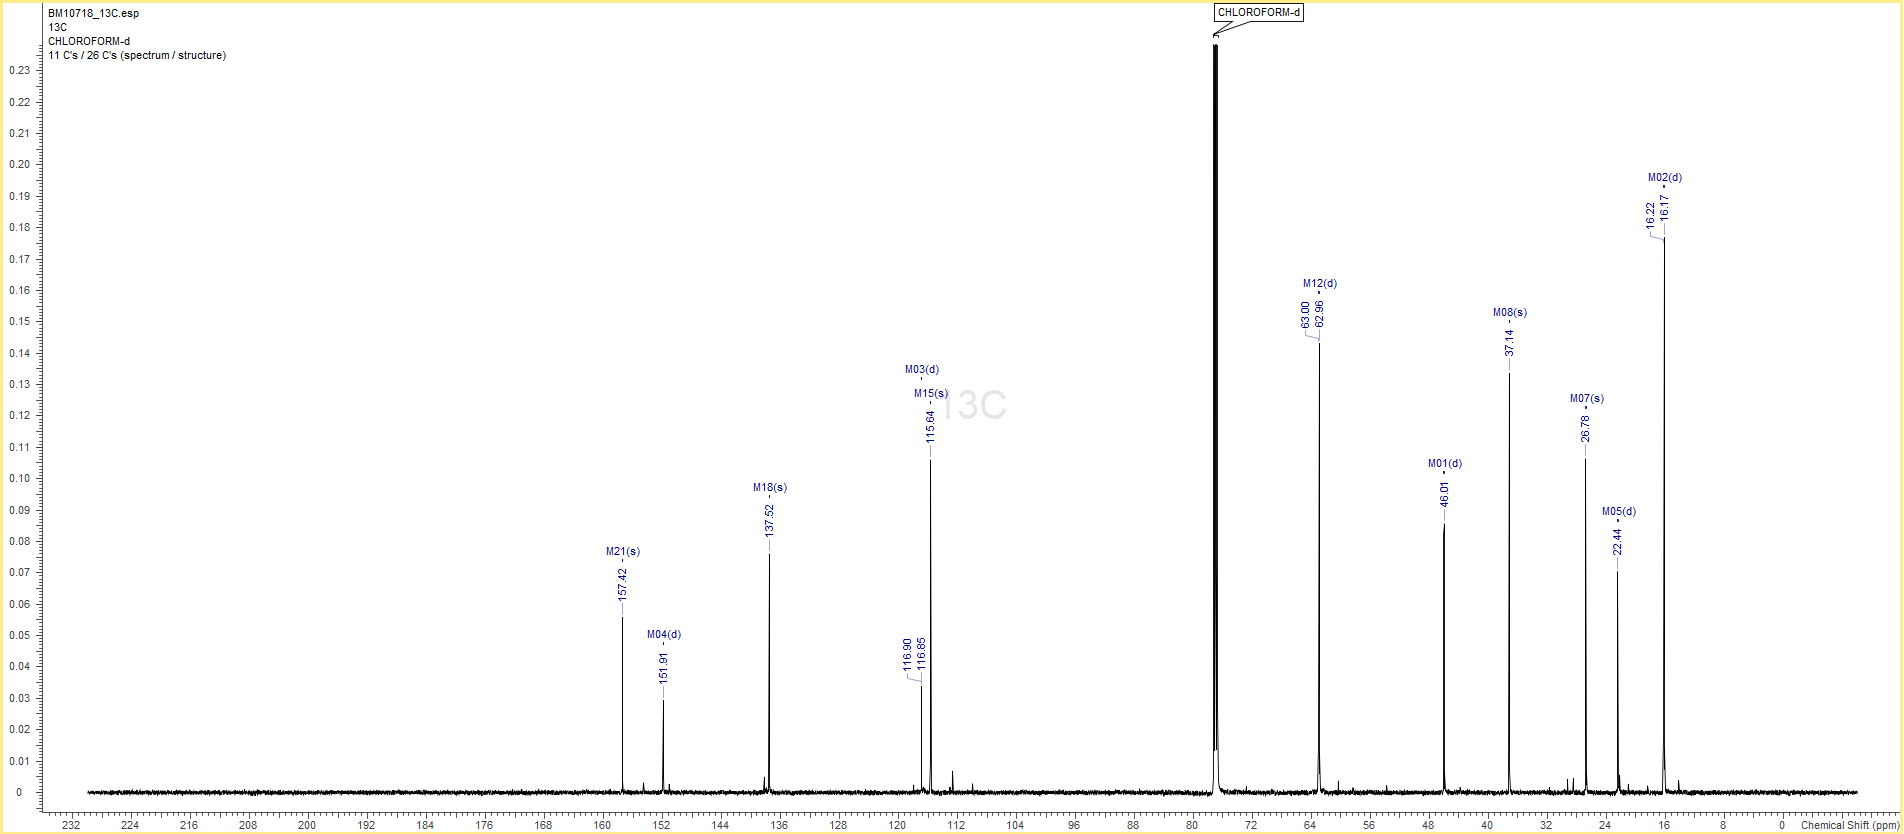 BM10718_13C.esp
13C
CHLOROFORM-d
11 C's / 26 C's (spectrum / structure)
CHLOROFORM-d
0.23
0.22
0.21
0.20
0.19
0.18
0.17
0.16
0.15
0.14
0.13
0.12
0.11
0.10
0.09
0.08
0.07
0.06
0.05
0.04
0.03
0.02
0.01
0
M21(s)
157.42
M04(d)
151.91
M18(s)
137.52
M03(d)
116.90
116.85
M15(s)
115.64
13C
M12(d)
63.00
62.96
M01(d)
46.01
M08(s)
37.14
M07(s)
26.78
M05(d)
22.44
M02(d)
16.22
16.17
232 224 216 208 200 192 184 176 168 160 152 144 136 128 120 112 104 96 88 80 72 64 56 48 40 32 24 16 8 0 Chemical Shift (ppm)